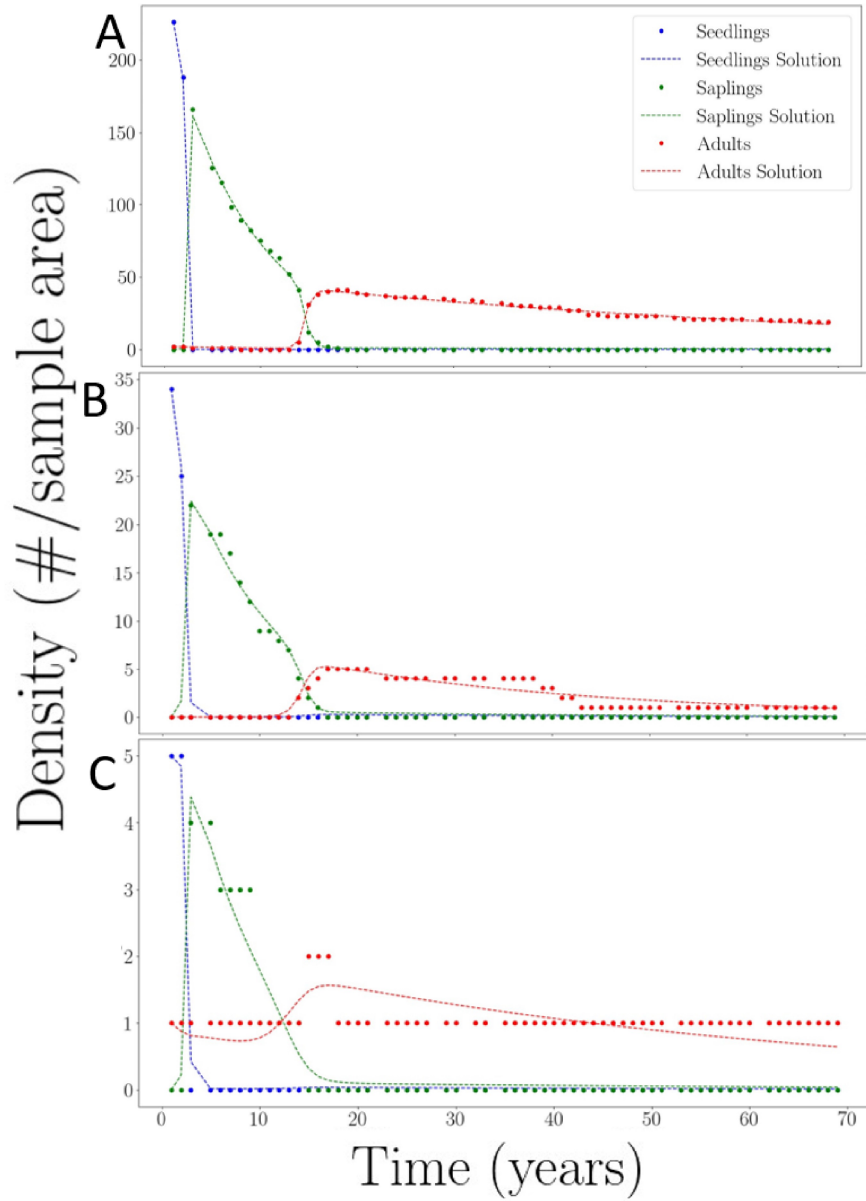 A
Seedlings
Seedlings Solution
Saplings
Saplings Solution
Adults
Adults Solution
200
150
100
50
0
B
35
30
25
20
15
10
5
0
C
5
4
3
2
1
0
0 10 20 30 40 50 60 70
Density (#/sample area)
Time (years)